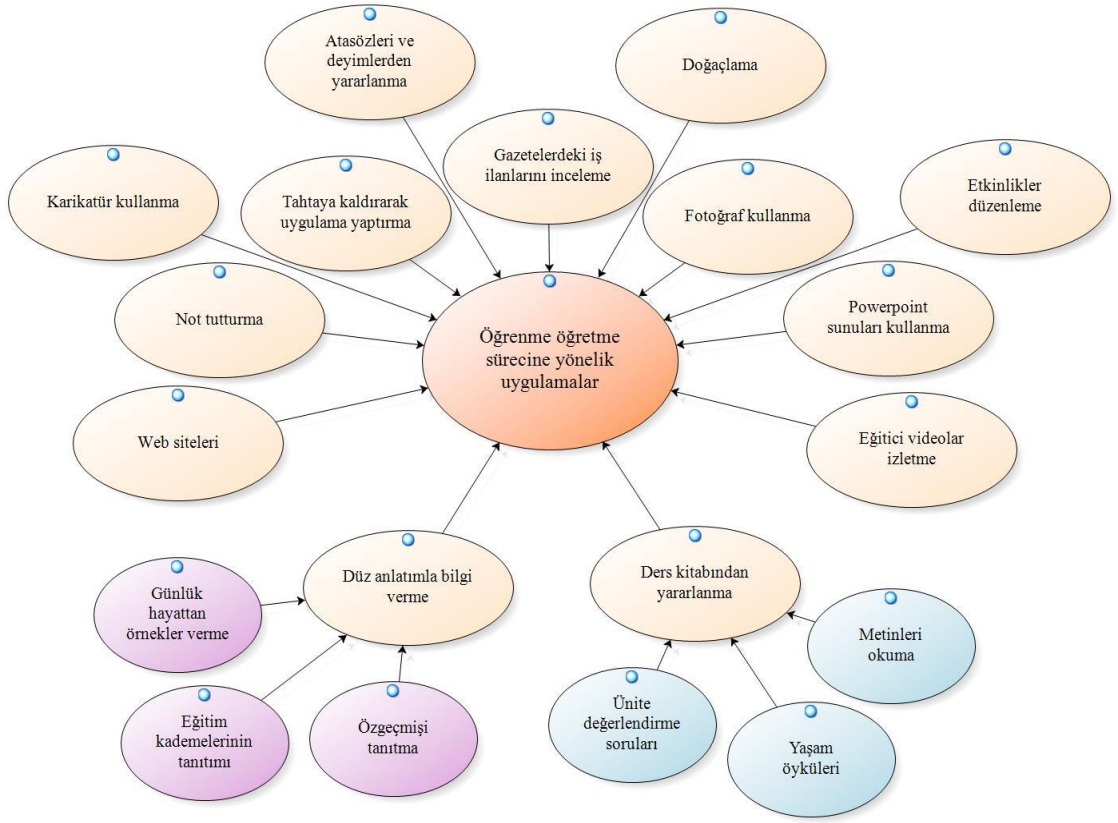 Atasözleri ve
deyimlerden
yararlanma
Doğaçlama
Gazetelerdeki iş
ilanlarını inceleme
Karikatür kullanma
Tahtaya kaldırarak
uygulama yaptırma
Fotoğraf kullanma
Etkinlikler
düzenleme
Not tutturma
Powerpoint
sunuları kullanma
Öğrenme öğretme
sürecine yönelik
uygulamalar
Web siteleri
Eğitici videolar
izletme
Düz anlatımla bilgi
verme
Ders kitabından
yararlanma
Günlük
hayattan
örnekler verme
Metinleri
okuma
Eğitim
kademelerinin
tanıtımı
Özgeçmişi
tanıtma
Ünite
değerlendirme
soruları
Yaşam
öyküleri